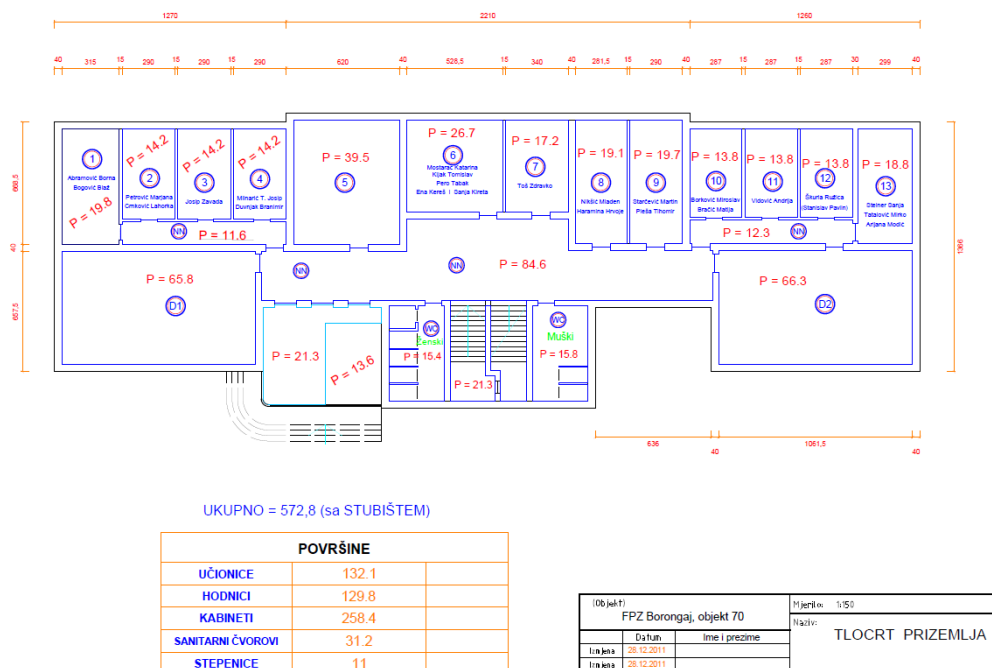 1270 2210 1260
40 315 15 290 15 290 15 290 620 40 528,5 15 340 40 281,5 15 290 40 287 15 287 15 287 30 299 40
668,5
40
657,5
1366
1
Abramović Borna
Bogović Blaž
P = 19.8
P = 14.2
2
Petrović Marjana
Crnković Lahorka
P = 14.2
3
Josip Zavada
P = 14.2
4
Minarić T. Josip
Duvnjak Branimir
P = 39.5
5
P = 26.7
6
Mostarac Katarina
Kljak Tomislav
Pero Tabak
Ena Kereš I Sanja Kireta
P = 17.2
7
Toš Zdravko
P = 19.1
8
Nikšić Mladen
Haramina Hrvoje
P = 19.7
9
Starčević Martin
Pleša Tihomir
P = 13.8
10
Borković Miroslav
Bračić Matija
P = 13.8
11
Vidović Andrija
P = 13.8
12
Škurla Ružica
(Stanislav Pavlin)
P = 18.8
13
Steiner Sanja
Tatalović Mirko
Arijana Modić
NN
P = 11.6
P = 12.3
NN
NN
NN
P = 84.6
P = 65.8
D1
P = 66.3
D2
P = 21.3
P = 13.6
WC
Ženski
P = 15.4
P = 21.3
WC
Muški
P = 15.8
636 40 1061,5 40
UKUPNO = 572,8 (sa STUBIŠTEM)
POVRŠINE
UČIONICE 132.1
HODNICI 129.8
KABINETI 258.4
SANITARNI ČVOROVI 31.2
STEPENICE 11
(Objekt)
FPZ Borongaj, objekt 70
Mjerilo: 1:150
Naziv:
TLOCRT PRIZEMLJA
Datum Ime i prezime
Izmjena 28.12.2011
Izmjena 28.12.2011